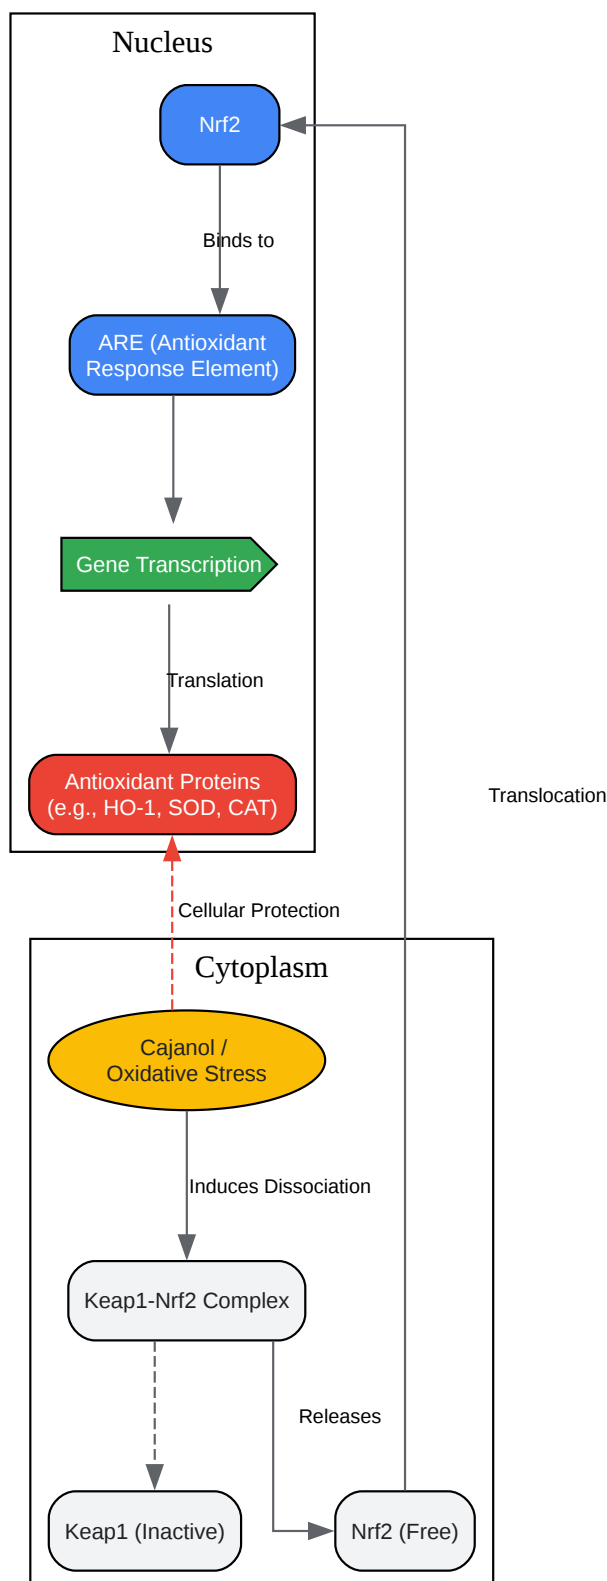 Nucleus
Nrf2
Binds to
ARE (Antioxidant
Response Element)
Gene Transcription
Translation
Antioxidant Proteins
(e.g., HO-1, SOD, CAT)
Translocation
Cellular Protection
Cytoplasm
Cajanol /
Oxidative Stress
Induces Dissociation
Keap1-Nrf2 Complex
Releases
Keap1 (Inactive)
Nrf2 (Free)